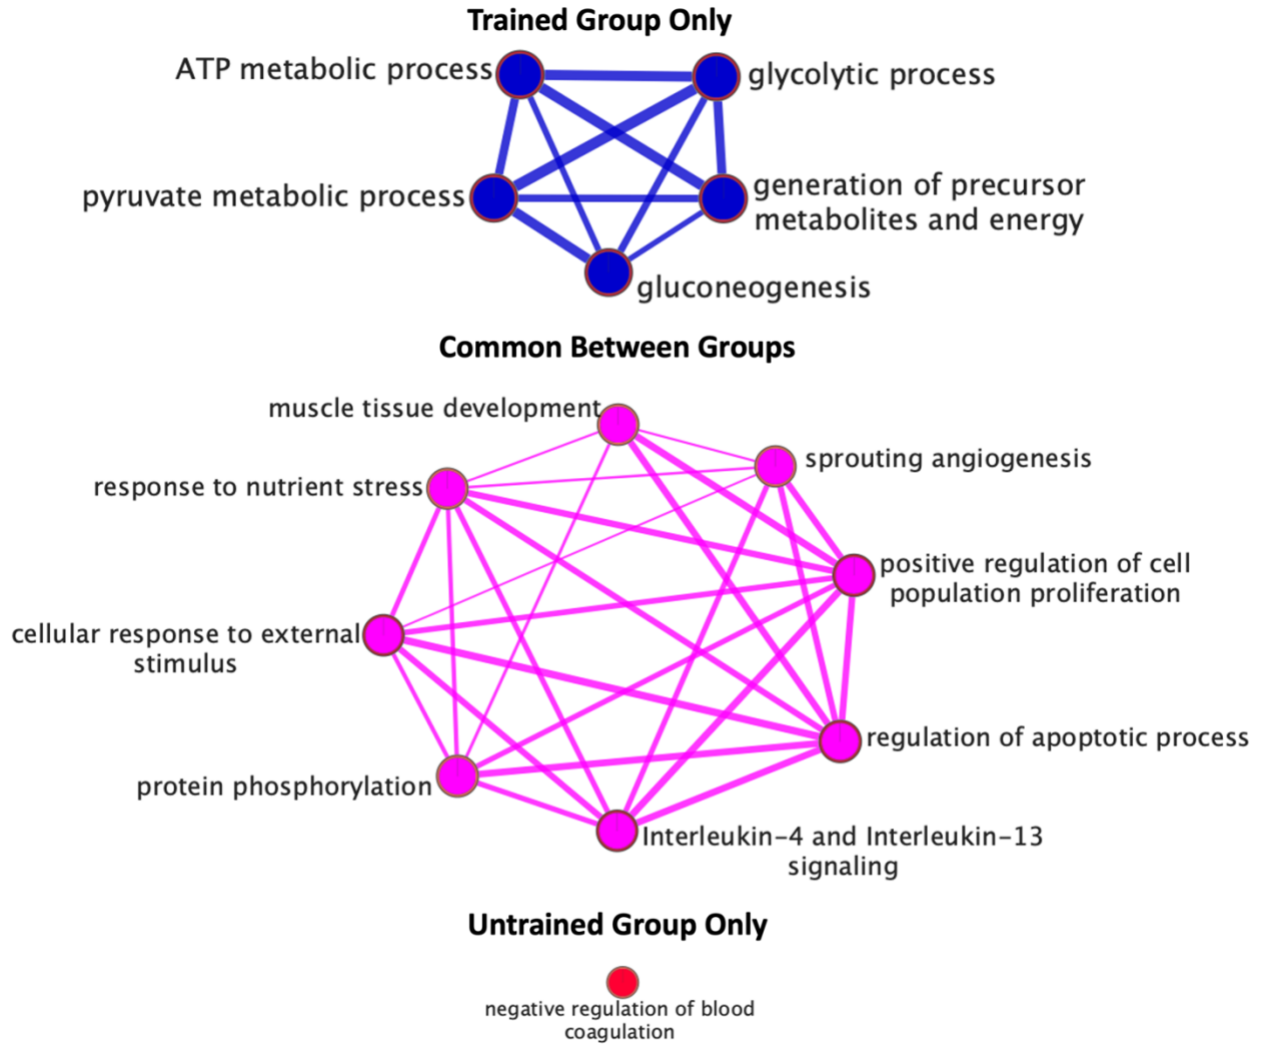 Trained Group Only
ATP metabolic process
glycolytic process
pyruvate metabolic process
generation of precursor
metabolites and energy
gluconeogenesis
Common Between Groups
muscle tissue development
sprouting angiogenesis
response to nutrient stress
positive regulation of cell
population proliferation
cellular response to external
stimulus
regulation of apoptotic process
protein phosphorylation
Interleukin-4 and Interleukin-13
signaling
Untrained Group Only
negative regulation of blood
coagulation